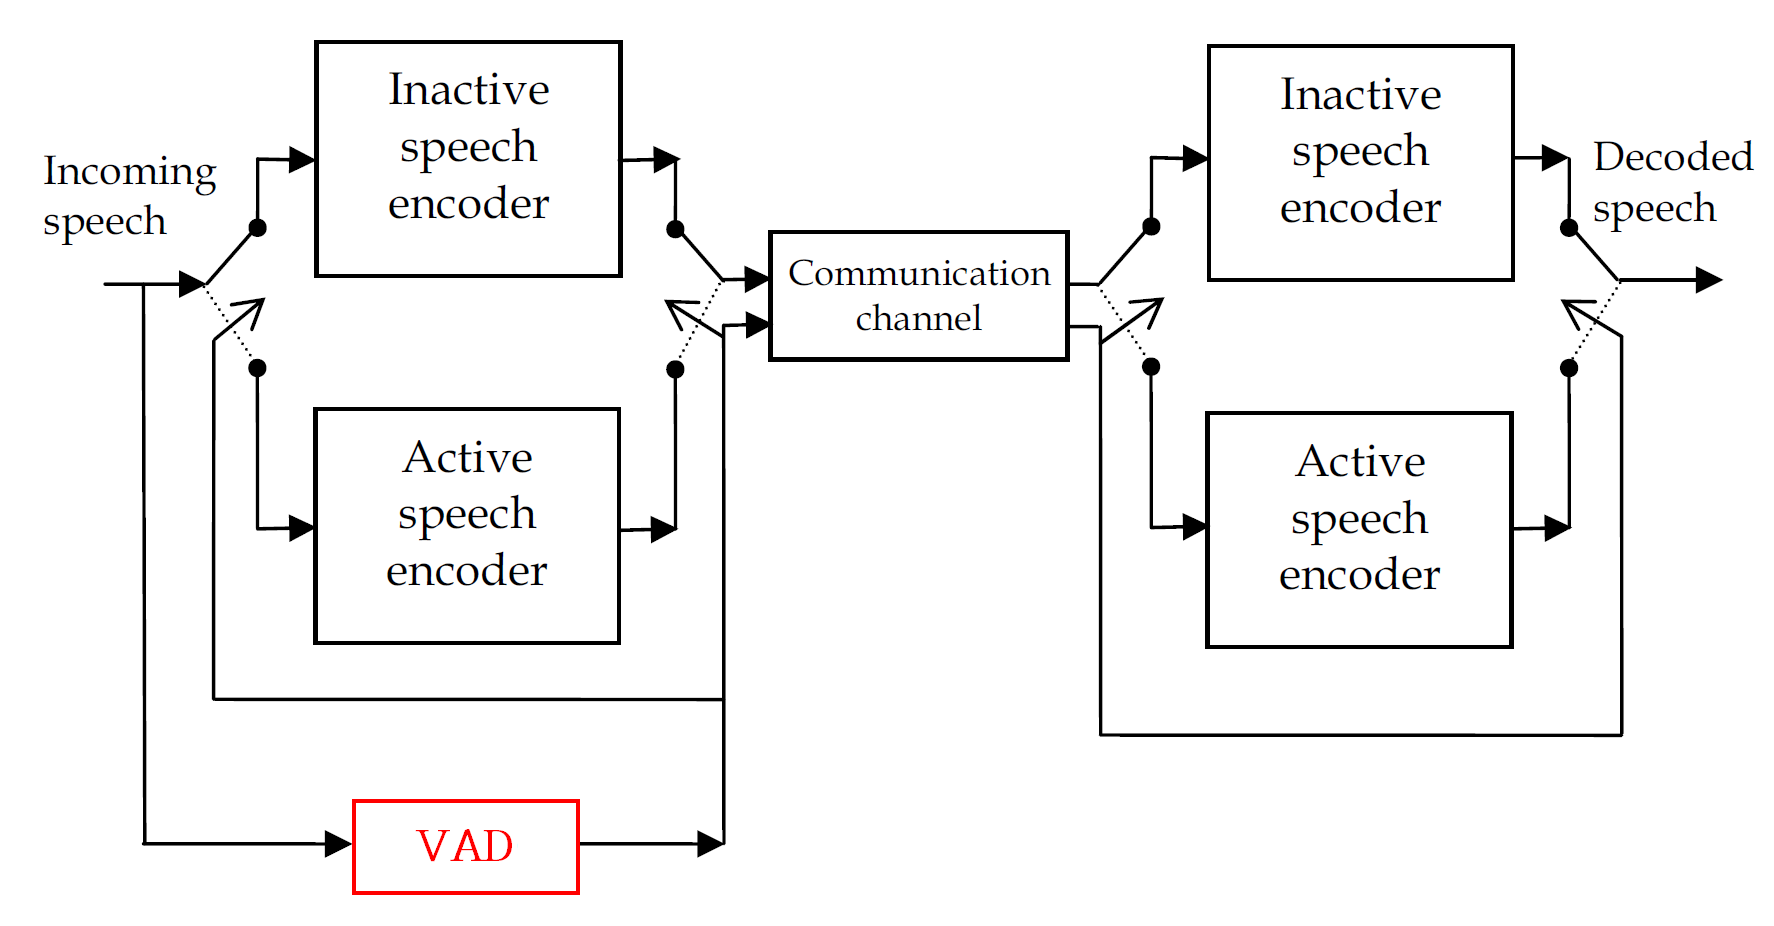 Incoming
speech
Inactive
speech
encoder
Active
speech
encoder
VAD
Communication
channel
Inactive
speech
encoder
Active
speech
encoder
Decoded
speech